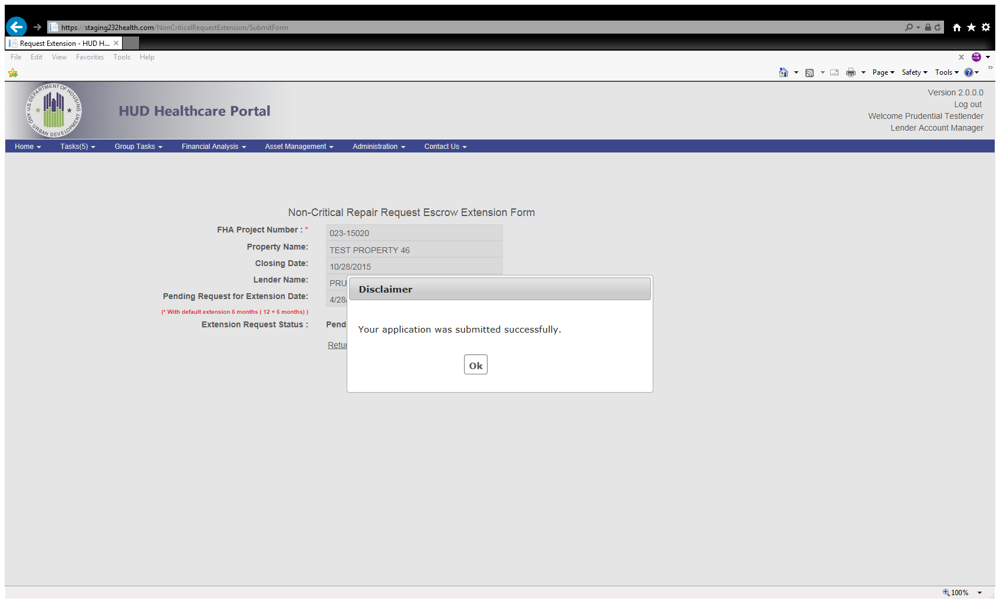 https://staging232health.com/NonCriticalRequestExtension/SubmitForm
Request Extension - HUD H...
File Edit View Favorites Tools Help
Page Safety Tools
U.S. DEPARTMENT OF HOUSING AND URBAN DEVELOPMENT
HUD Healthcare Portal
Version 2.0.0.0
Log out
Welcome Prudential Testlender
Lender Account Manager
Home Tasks(5) Group Tasks Financial Analysis Asset Management Administration Contact Us
Non-Critical Repair Request Escrow Extension Form
FHA Project Number : * 023-15020
Property Name: TEST PROPERTY 46
Closing Date: 10/28/2015
Lender Name: PRU
Pending Request for Extension Date: 4/28/
(* With default extension 6 months ( 12 + 6 months) )
Extension Request Status : Pend
Retu
Disclaimer
Your application was submitted successfully.
Ok
100%